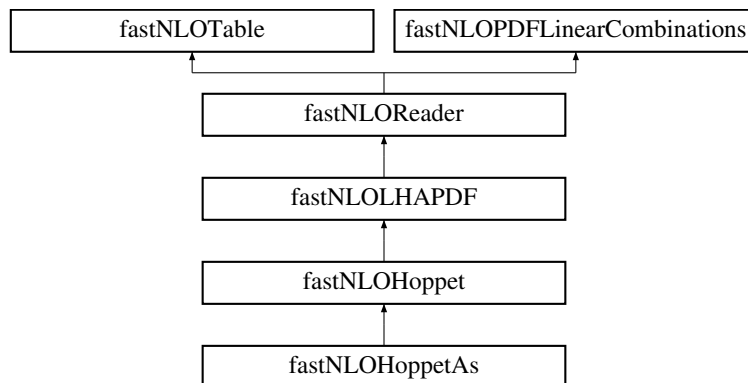 fastNLOTable
fastNLOPDFLinearCombinations
fastNLOReader
fastNLOLHAPDF
fastNLOHoppet
fastNLOHoppetAs